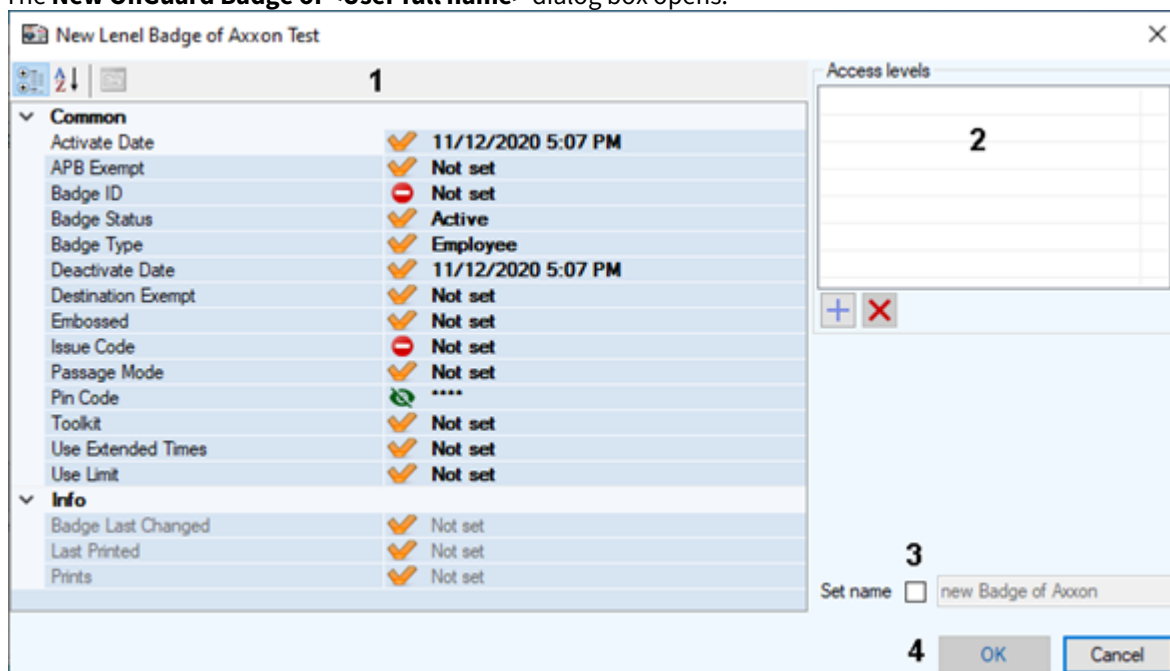 The New OnGuard Badge of <User full name> dialog box opens.
New Lenel Badge of Axxon Test
1
Access levels
Common
Activate Date 11/12/2020 5:07 PM
2
APB Exempt Not set
Badge ID Not set
Badge Status Active
Badge Type Employee
Deactivate Date 11/12/2020 5:07 PM
Destination Exempt Not set
Embossed Not set
Issue Code Not set
Passage Mode Not set
Pin Code ****
Toolkit Not set
Use Extended Times Not set
Use Limit Not set
Info
Badge Last Changed Not set
Last Printed Not set
Prints Not set
3
Set name new Badge of Axxon
4
OK Cancel